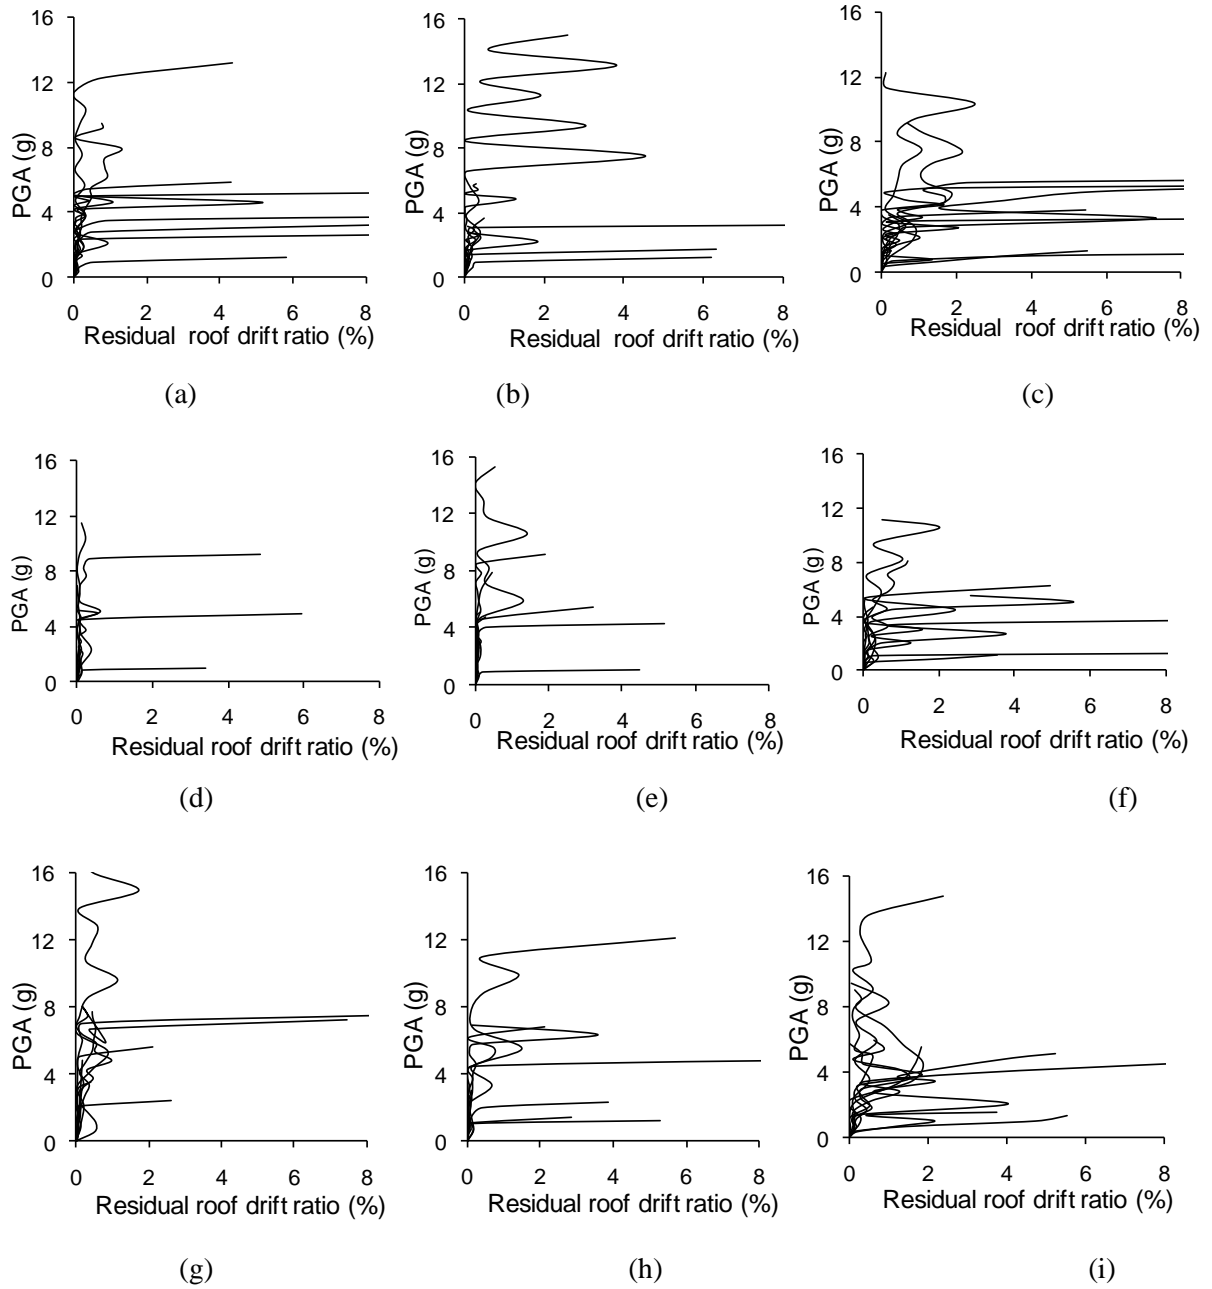 16
12
8
4
0
PGA (g)
0 2 4 6 8
Residual roof drift ratio (%)
(a)
16
12
8
4
0
PGA (g)
0 2 4 6 8
Residual roof drift ratio (%)
(b)
16
12
8
4
0
PGA (g)
0 2 4 6 8
Residual roof drift ratio (%)
(c)
16
12
8
4
0
PGA (g)
0 2 4 6 8
Residual roof drift ratio (%)
(d)
16
12
8
4
0
PGA (g)
0 2 4 6 8
Residual roof drift ratio (%)
(e)
16
12
8
4
0
PGA (g)
0 2 4 6 8
Residual roof drift ratio (%)
(f)
16
12
8
4
0
PGA (g)
0 2 4 6 8
Residual roof drift ratio (%)
(g)
16
12
8
4
0
PGA (g)
0 2 4 6 8
Residual roof drift ratio (%)
(h)
16
12
8
4
0
PGA (g)
0 2 4 6 8
Residual roof drift ratio (%)
(i)